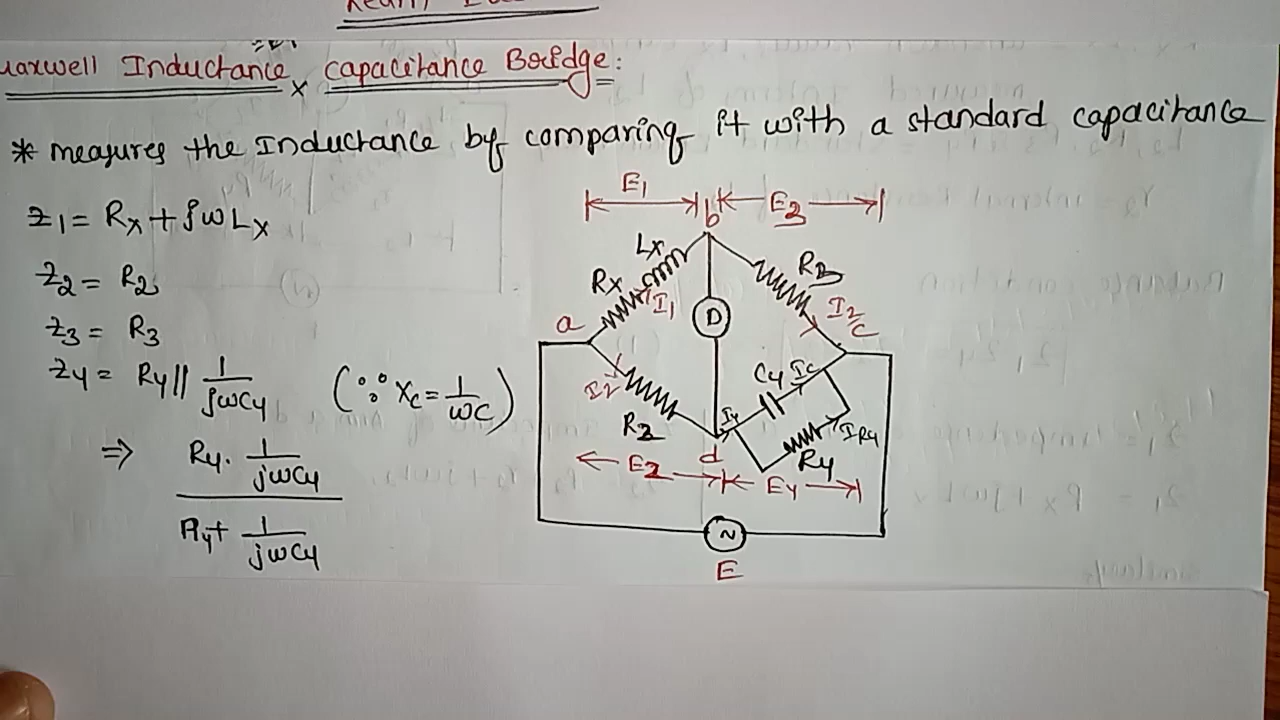 Inductance x Capacitance Bridge:
* measures the Inductance by comparing it with a standard capacitance
Z1 = Rx + jωLx
Z2 = R2
Z3 = R3
Z4 = R4 || 1/jωC4 (∵ Xc = 1/ωC)
⇒ R4 . 1/jωC4
R4 + 1/jωC4
E1 E3
b
Lx
Rx
I1
R3
I2
C
a
D
I2
R2
C4 Ic
I4
IR4
R4
d
E2 E4
~
E